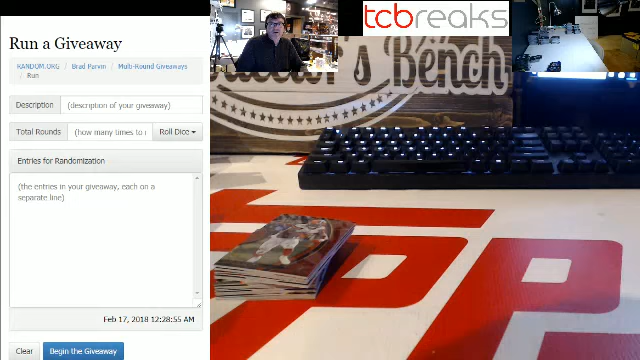 Run a Giveaway
RANDOM.ORG / Brad Parvin / Multi-Round Giveaways
/ Run
Description
(description of your giveaway)
Total Rounds
(how many times to r
Roll Dice
Entries for Randomization
(the entries in your giveaway, each on a
separate line)
Feb 17, 2018 12:28:55 AM
Clear
Begin the Giveaway
tcbreaks
Collector's Bench